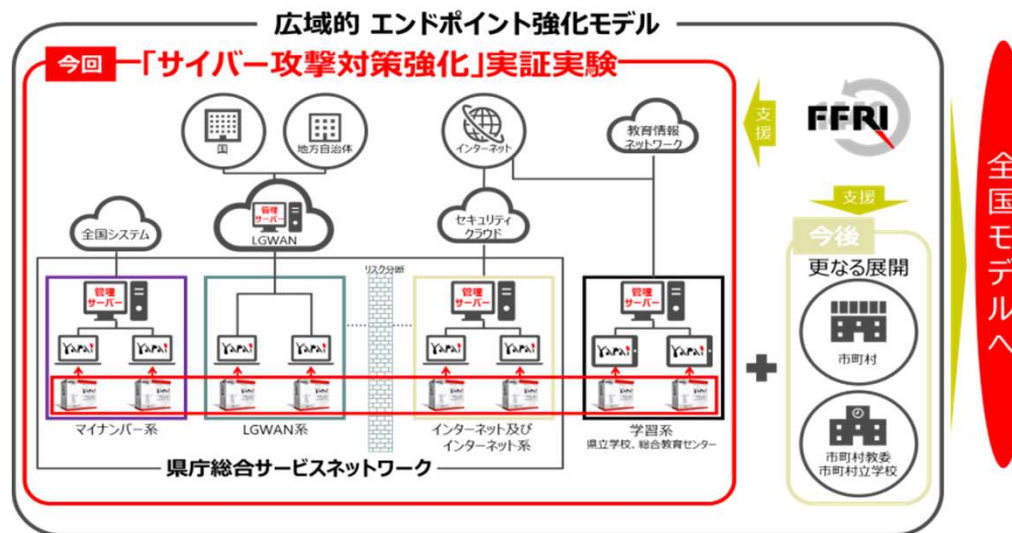 広域的 エンドポイント強化モデル
今回
「サイバー攻撃対策強化」実証実験
国
地方自治体
インターネット
教育情報
ネットワーク
支援
FFRI
全国システム
管理
サーバー
LGWAN
セキュリティ
クラウド
支援
今後
更なる展開
リスク分断
管理
サーバー
管理
サーバー
管理
サーバー
yarai
yarai
yarai
yarai
yarai
yarai
yarai
yarai
市町村
マイナンバー系
LGWAN系
インターネット及び
インターネット系
学習系
県立学校、総合教育センター
県庁総合サービスネットワーク
市町村教委
市町村立学校
全国モデルへ